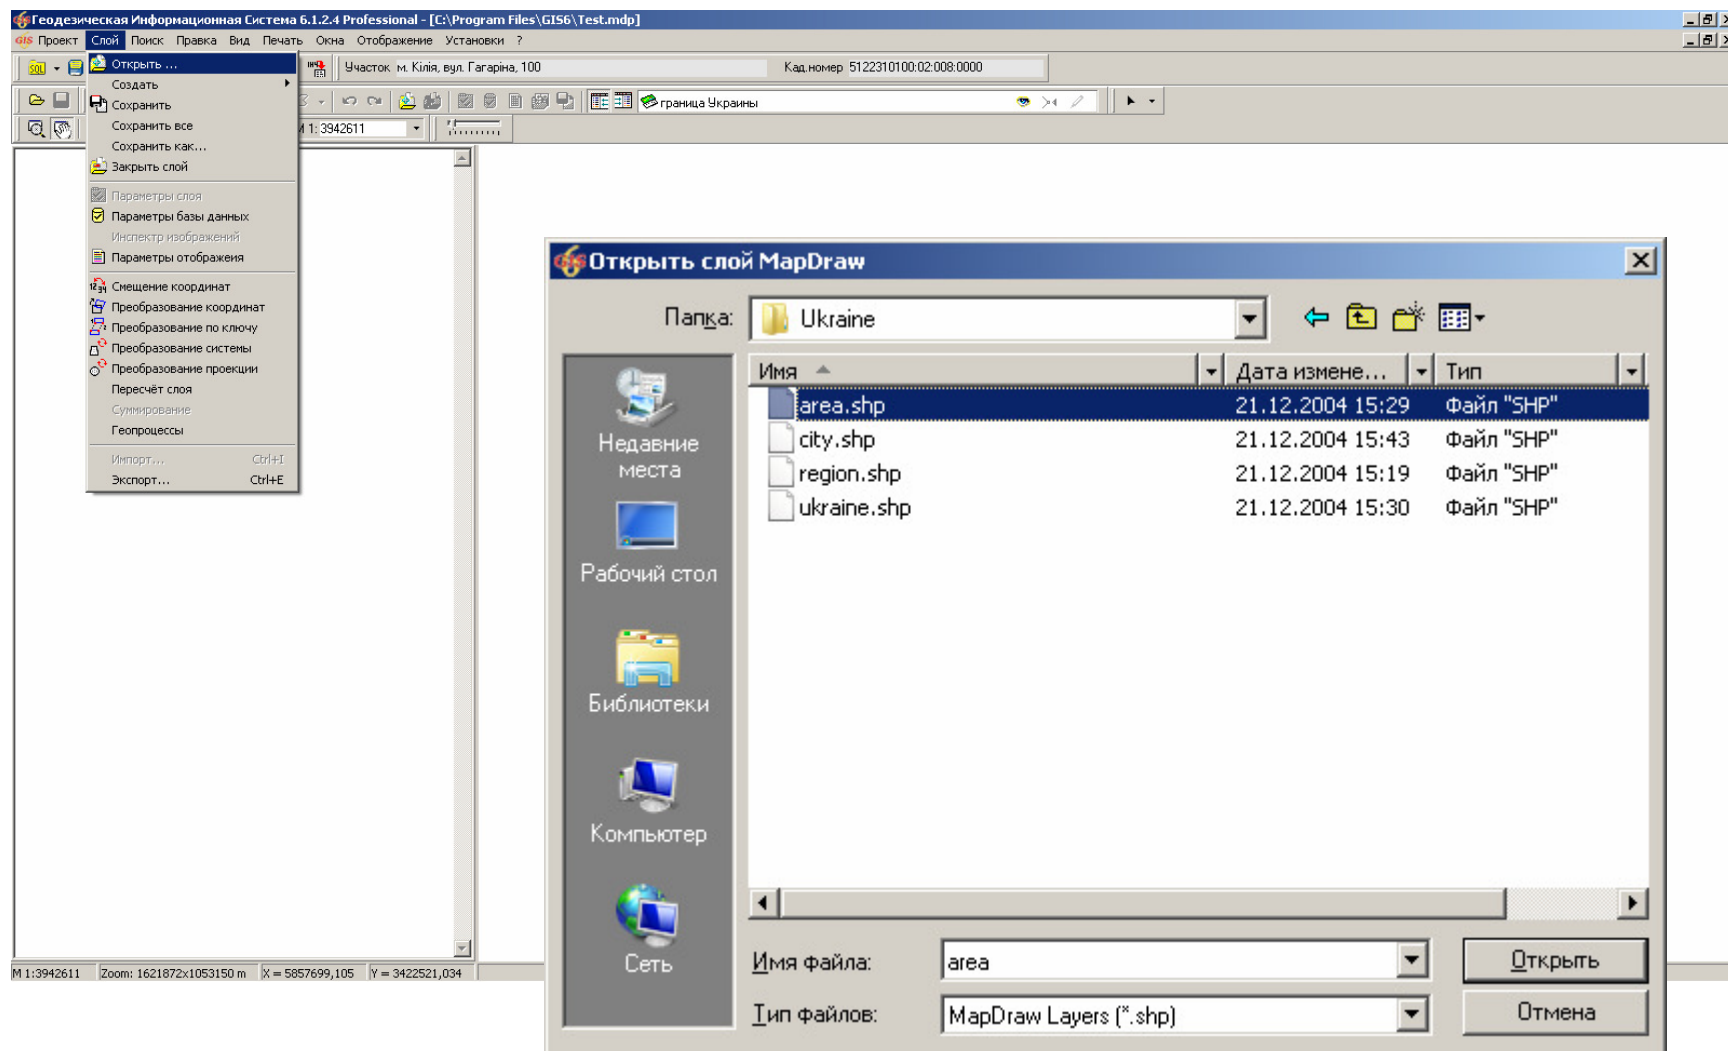 Геодезическая Информационная Система 6.1.2.4 Professional - [C:\Program Files\GIS6\Test.mdp]
GIS Проект Слой Поиск Правка Вид Печать Окна Отображение Установки ?
SQL Участок м. Кілія, вул. Гагаріна, 100 Кад.номер 5122310100:02:008:0000
граница Украины
1: 3942611
Открыть ...
Создать
Сохранить
Сохранить все
Сохранить как...
Закрыть слой
Параметры слоя
Параметры базы данных
Инспектр изображений
Параметры отображеия
Смещение координат
Преобразование координат
Преобразование по ключу
Преобразование системы
Преобразование проекции
Пересчёт слоя
Суммирование
Геопроцессы
Импорт... Ctrl+I
Экспорт... Ctrl+E
M 1:3942611 Zoom: 1621872x1053150 m X = 5857699,105 Y = 3422521,034
GIS Открыть слой MapDraw
Папка: Ukraine
Имя Дата измене... Тип
area.shp 21.12.2004 15:29 Файл "SHP"
city.shp 21.12.2004 15:43 Файл "SHP"
region.shp 21.12.2004 15:19 Файл "SHP"
ukraine.shp 21.12.2004 15:30 Файл "SHP"
Недавние
места
Рабочий стол
Библиотеки
Компьютер
Сеть
Имя файла: area Открыть
Тип файлов: MapDraw Layers (*.shp) Отмена